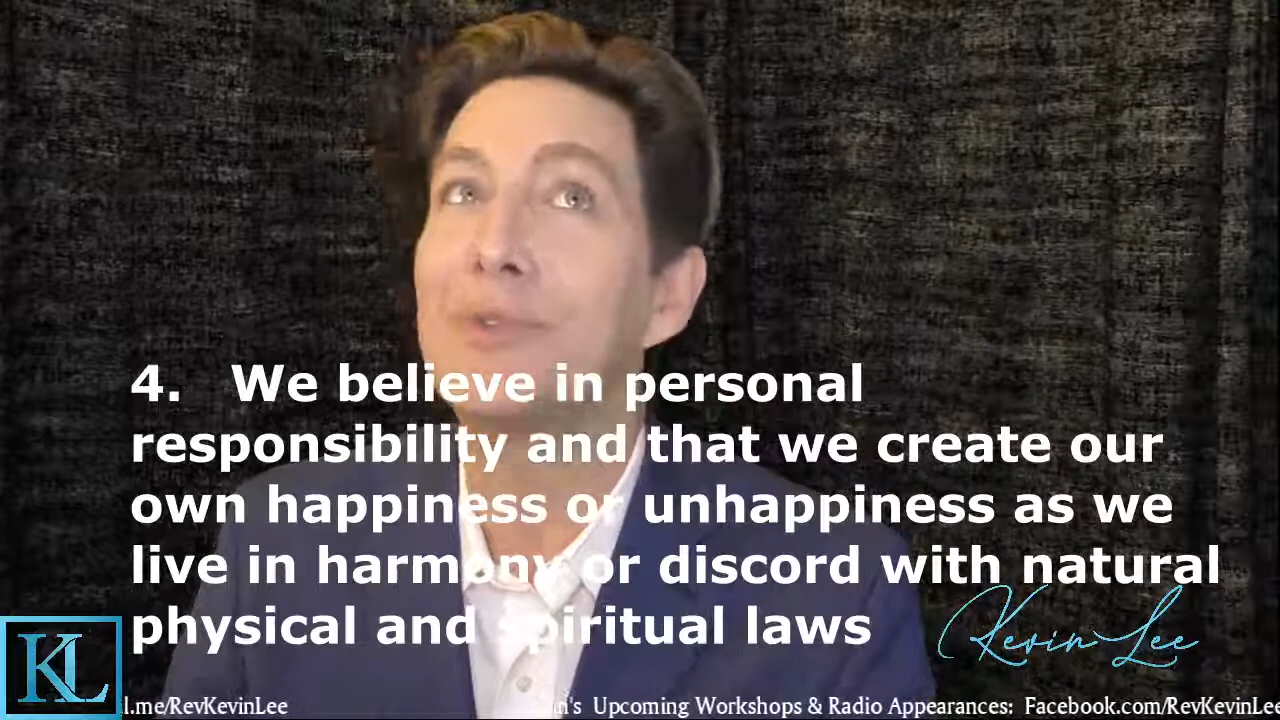 4. We believe in personal
responsibility and that we create our
own happiness or unhappiness as we
live in harmony or discord with natural
physical and spiritual laws
Kevin Lee
KL
l.me/RevKevinLee 'n's Upcoming Workshops & Radio Appearances: Facebook.com/RevKevinLee